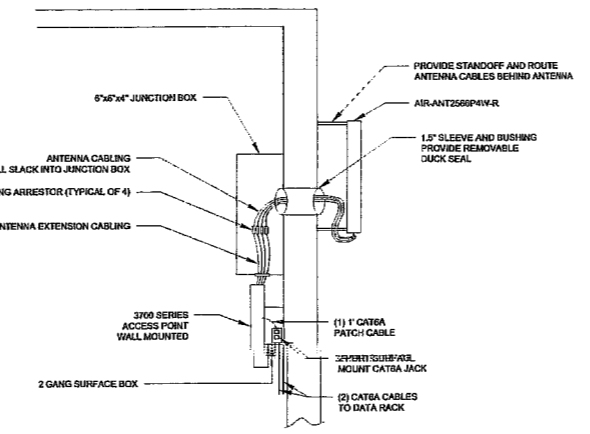 PROVIDE STANDOFF AND ROUTE
ANTENNA CABLES BEHIND ANTENNA
6"x6"x4" JUNCTION BOX
AIR-ANT2566P4W-R
1.5" SLEEVE AND BUSHING
PROVIDE REMOVABLE
DUCK SEAL
ANTENNA CABLING
SLACK INTO JUNCTION BOX
ARRESTOR (TYPICAL OF 4)
EXTENSION CABLING
3700 SERIES
ACCESS POINT
WALL MOUNTED
(1) 1' CAT6A
PATCH CABLE
MOUNT CAT6A JACK
2 GANG SURFACE BOX
(2) CAT6A CABLES
TO DATA RACK